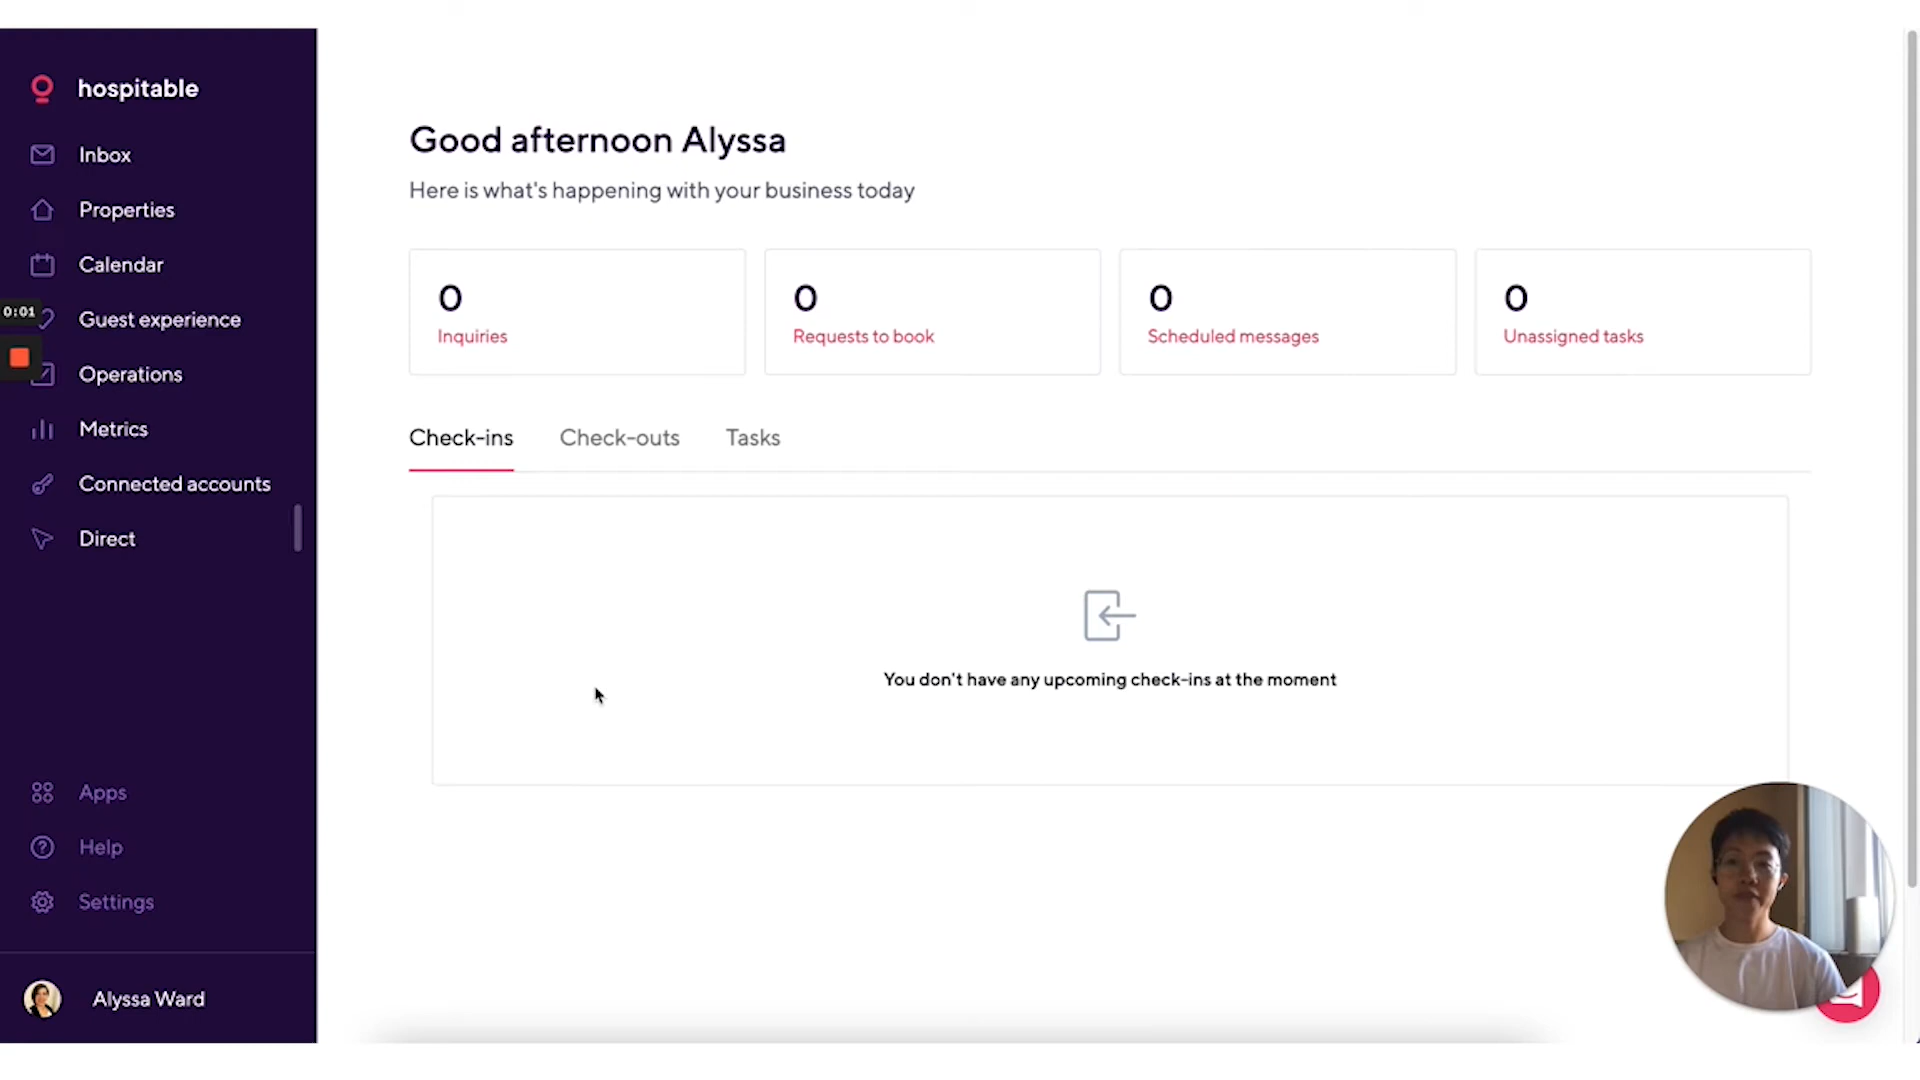 hospitable
Inbox
Properties
Calendar
0:01
Guest experience
Operations
Metrics
Connected accounts
Direct
Apps
Help
Settings
Alyssa Ward
Good afternoon Alyssa
Here is what's happening with your business today
0
Inquiries
0
Requests to book
0
Scheduled messages
0
Unassigned tasks
Check-ins
Check-outs
Tasks
You don't have any upcoming check-ins at the moment